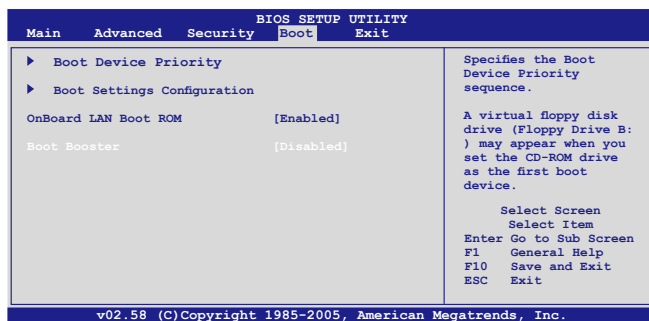 BIOS SETUP UTILITY
Main Advanced Security Boot Exit
Boot Device Priority
Boot Settings Configuration
OnBoard LAN Boot ROM [Enabled]
Boot Booster [Disabled]
Specifies the Boot
Device Priority
sequence.
A virtual floppy disk
drive (Floppy Drive B:
) may appear when you
set the CD-ROM drive
as the first boot
device.
Select Screen
Select Item
Enter Go to Sub Screen
F1 General Help
F10 Save and Exit
ESC Exit
v02.58 (C)Copyright 1985-2005, American Megatrends, Inc.